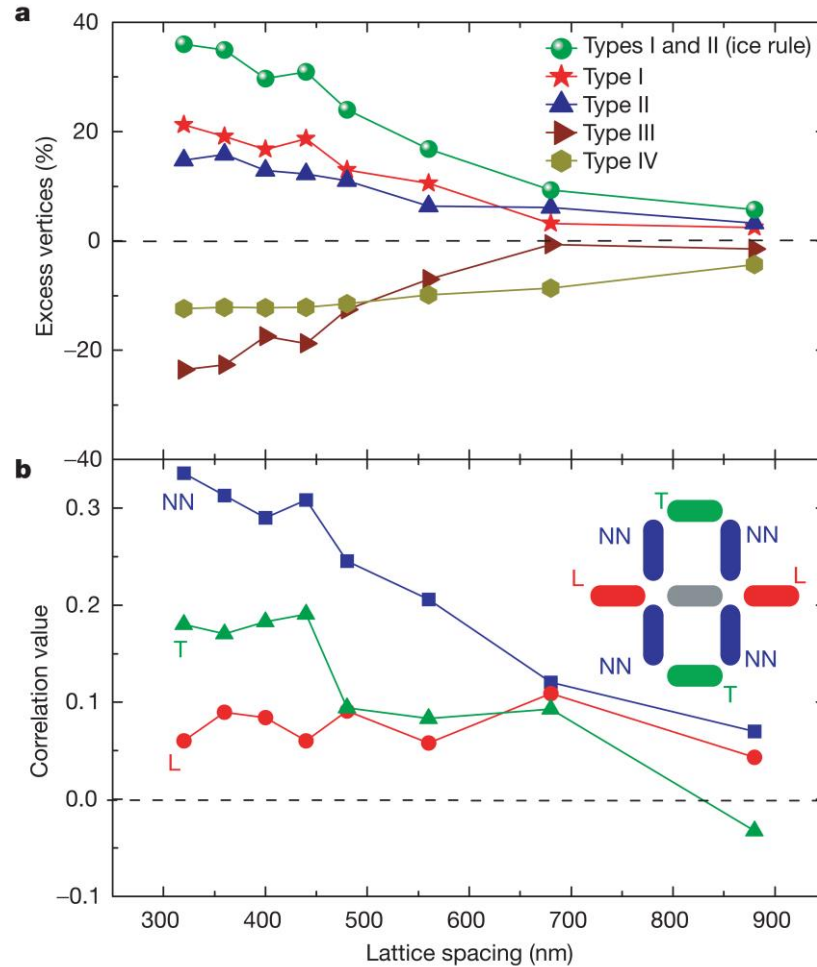 a
40
20
0
−20
−40
Excess vertices (%)
Types I and II (ice rule)
Type I
Type II
Type III
Type IV
b
0.3
0.2
0.1
0.0
−0.1
Correlation value
NN
T
L
T
NN
NN
L
L
NN
NN
T
300
400
500
600
700
800
900
Lattice spacing (nm)